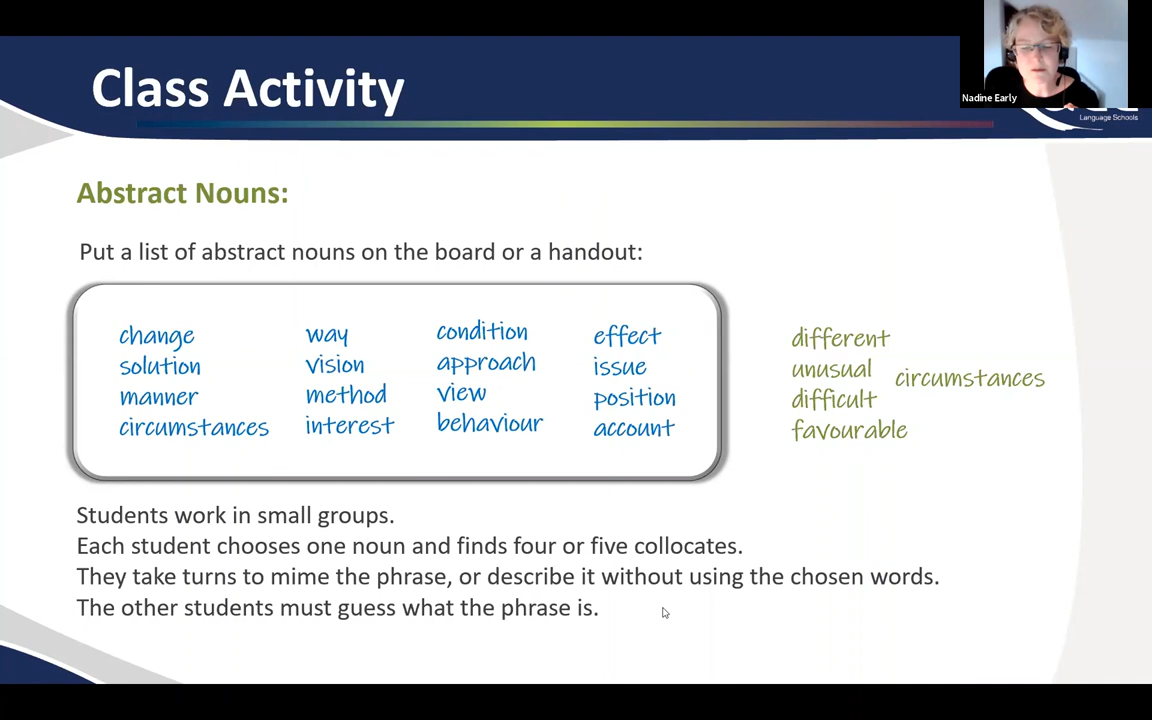 Class Activity
Nadine Early
Language Schools
Abstract Nouns:
Put a list of abstract nouns on the board or a handout:
change way condition effect
solution vision approach issue
manner method view position
circumstances interest behaviour account
different
unusual circumstances
difficult
favourable
Students work in small groups.
Each student chooses one noun and finds four or five collocates.
They take turns to mime the phrase, or describe it without using the chosen words.
The other students must guess what the phrase is.